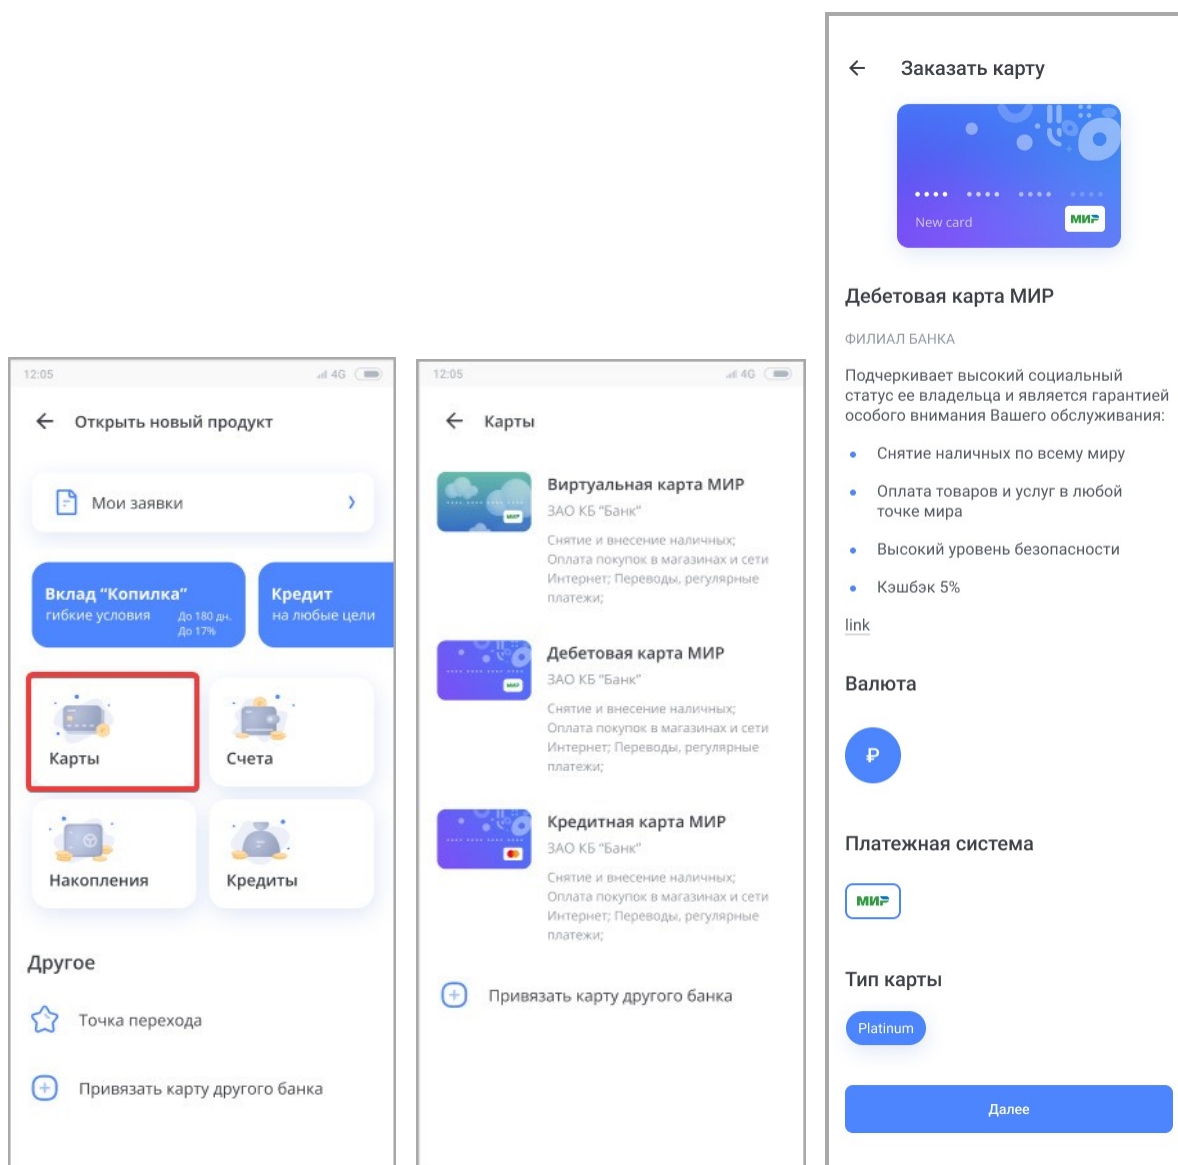 12:05
4G
Открыть новый продукт
Мои заявки
Вклад “Копилка”
гибкие условия
До 180 дн.
До 17%
Кредит
на любые цели
Карты
Счета
Накопления
Кредиты
Другое
Точка перехода
Привязать карту другого банка
12:05
4G
Карты
МИР
Виртуальная карта МИР
ЗАО КБ “Банк”
Снятие и внесение наличных;
Оплата покупок в магазинах и сети
Интернет; Переводы, регулярные
платежи;
МИР
Дебетовая карта МИР
ЗАО КБ “Банк”
Снятие и внесение наличных;
Оплата покупок в магазинах и сети
Интернет; Переводы, регулярные
платежи;
Кредитная карта МИР
ЗАО КБ “Банк”
Снятие и внесение наличных;
Оплата покупок в магазинах и сети
Интернет; Переводы, регулярные
платежи;
Привязать карту другого банка
Заказать карту
New card
МИР
Дебетовая карта МИР
ФИЛИАЛ БАНКА
Подчеркивает высокий социальный
статус ее владельца и является гарантией
особого внимания Вашего обслуживания:
Снятие наличных по всему миру
Оплата товаров и услуг в любой
точке мира
Высокий уровень безопасности
Кэшбэк 5%
link
Валюта
₽
Платежная система
МИР
Тип карты
Platinum
Далее